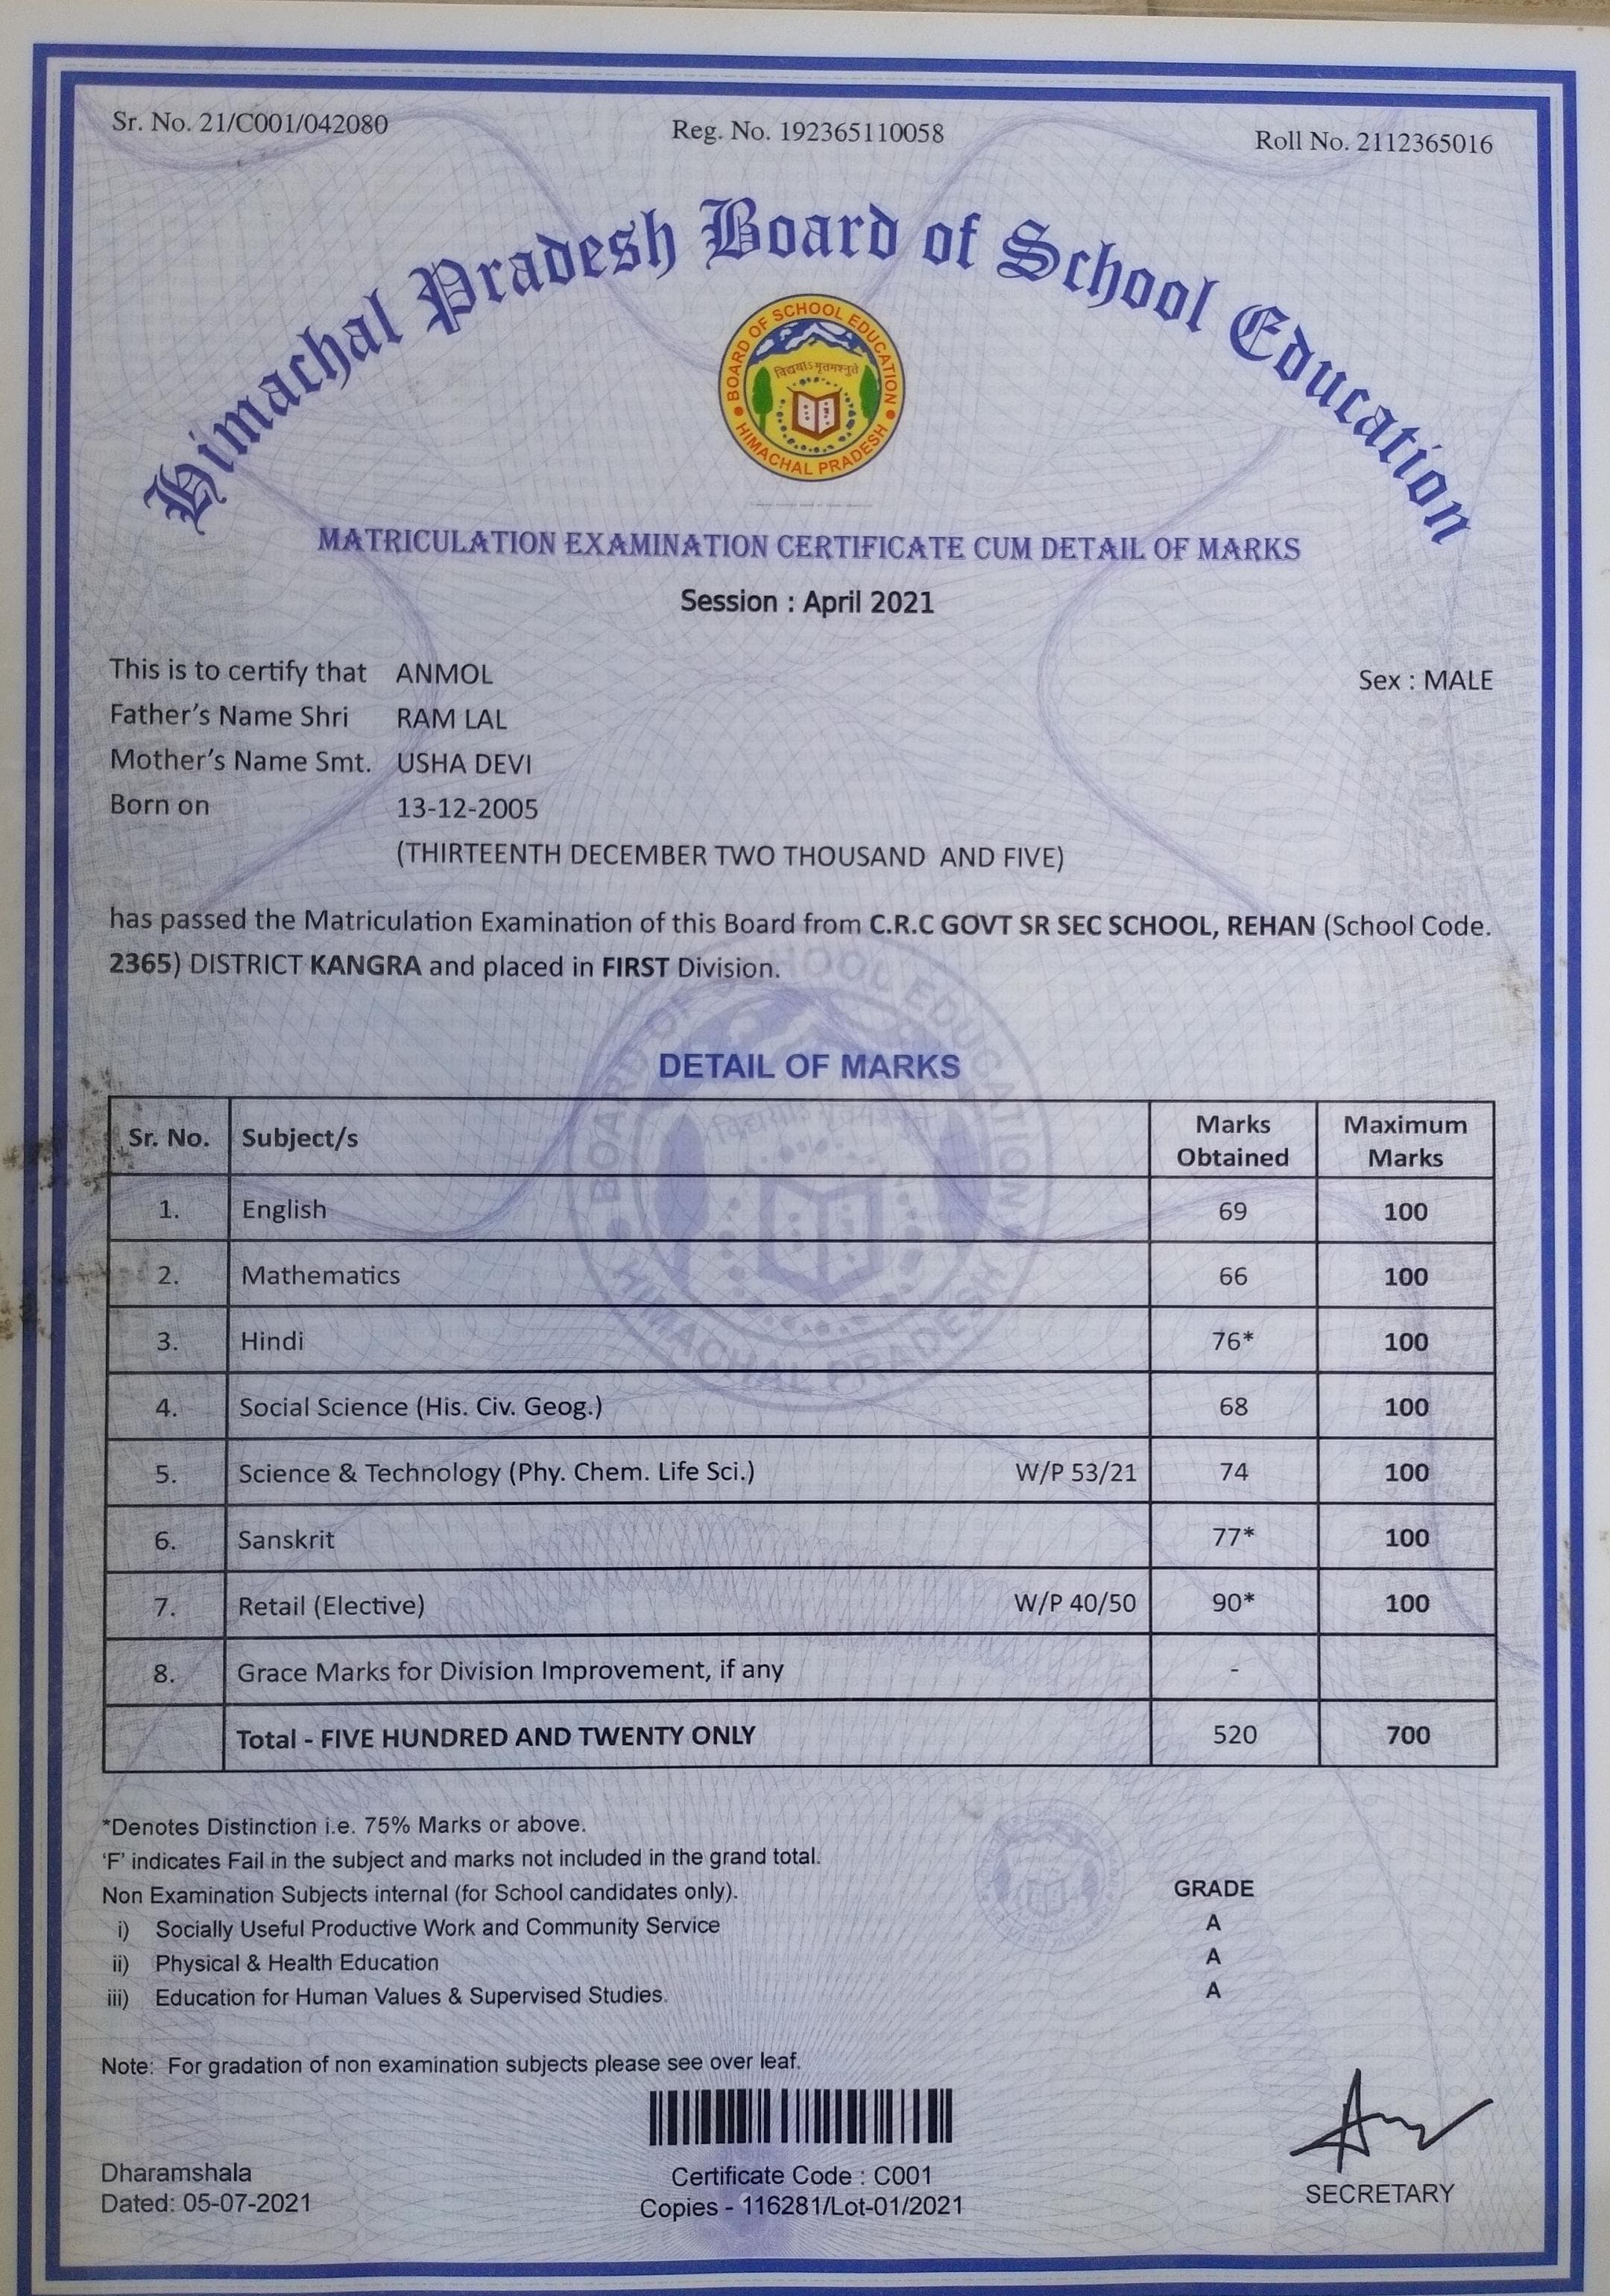 Sr. No. 21/C001/042080
Reg. No. 192365110058
Roll No. 2112365016
Himachal Pradesh Board of School Education
BOARD OF SCHOOL EDUCATION
विद्ययाऽमृतमश्नुते
HIMACHAL PRADESH
MATRICULATION EXAMINATION CERTIFICATE CUM DETAIL OF MARKS
Session : April 2021
This is to certify that ANMOL
Sex : MALE
Father's Name Shri RAM LAL
Mother's Name Smt. USHA DEVI
Born on 13-12-2005
(THIRTEENTH DECEMBER TWO THOUSAND AND FIVE)
has passed the Matriculation Examination of this Board from C.R.C GOVT SR SEC SCHOOL, REHAN (School Code.
2365) DISTRICT KANGRA and placed in FIRST Division.
BOARD OF SCHOOL EDUCATION
HIMACHAL PRADESH
DETAIL OF MARKS
Sr. No. Subject/s Marks Obtained Maximum Marks
1. English 69 100
2. Mathematics 66 100
3. Hindi 76* 100
4. Social Science (His. Civ. Geog.) 68 100
5. Science & Technology (Phy. Chem. Life Sci.) W/P 53/21 74 100
6. Sanskrit 77* 100
7. Retail (Elective) W/P 40/50 90* 100
8. Grace Marks for Division Improvement, if any -
Total - FIVE HUNDRED AND TWENTY ONLY 520 700
*Denotes Distinction i.e. 75% Marks or above.
'F' indicates Fail in the subject and marks not included in the grand total.
Non Examination Subjects internal (for School candidates only). GRADE
i) Socially Useful Productive Work and Community Service A
ii) Physical & Health Education A
iii) Education for Human Values & Supervised Studies. A
Note: For gradation of non examination subjects please see over leaf.
Dharamshala
Dated: 05-07-2021
Certificate Code : C001
Copies - 116281/Lot-01/2021
SECRETARY